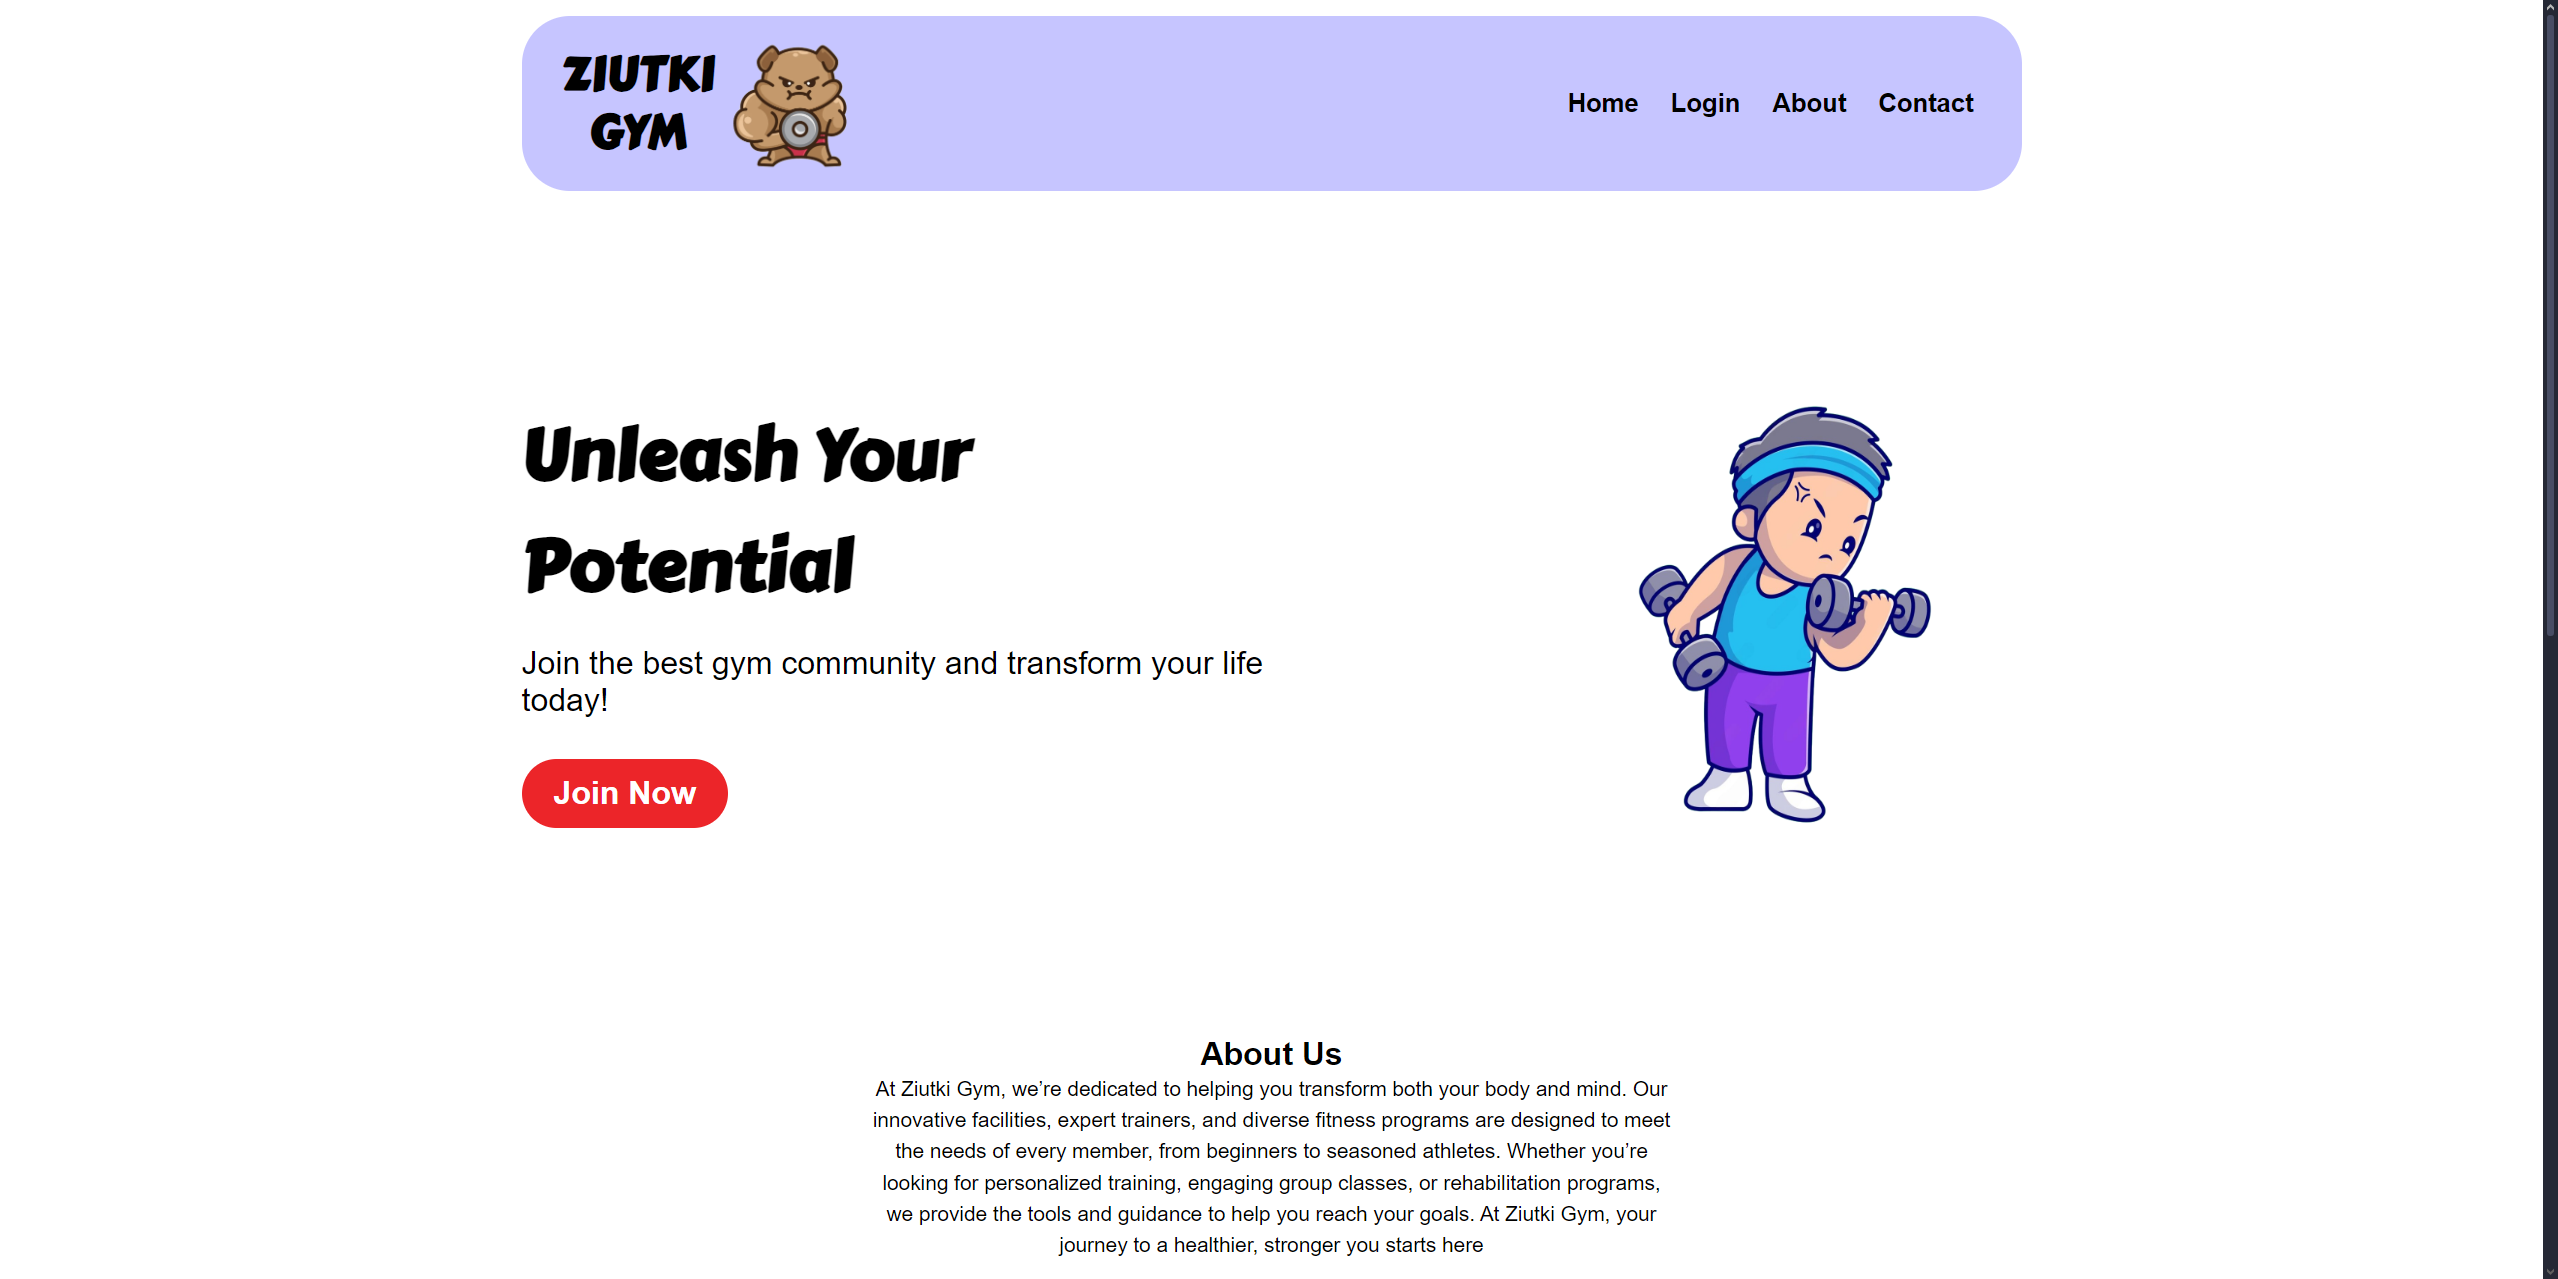 ZIUTKI
GYM
Home Login About Contact
Unleash Your
Potential
Join the best gym community and transform your life
today!
Join Now
About Us
At Ziutki Gym, we’re dedicated to helping you transform both your body and mind. Our
innovative facilities, expert trainers, and diverse fitness programs are designed to meet
the needs of every member, from beginners to seasoned athletes. Whether you’re
looking for personalized training, engaging group classes, or rehabilitation programs,
we provide the tools and guidance to help you reach your goals. At Ziutki Gym, your
journey to a healthier, stronger you starts here